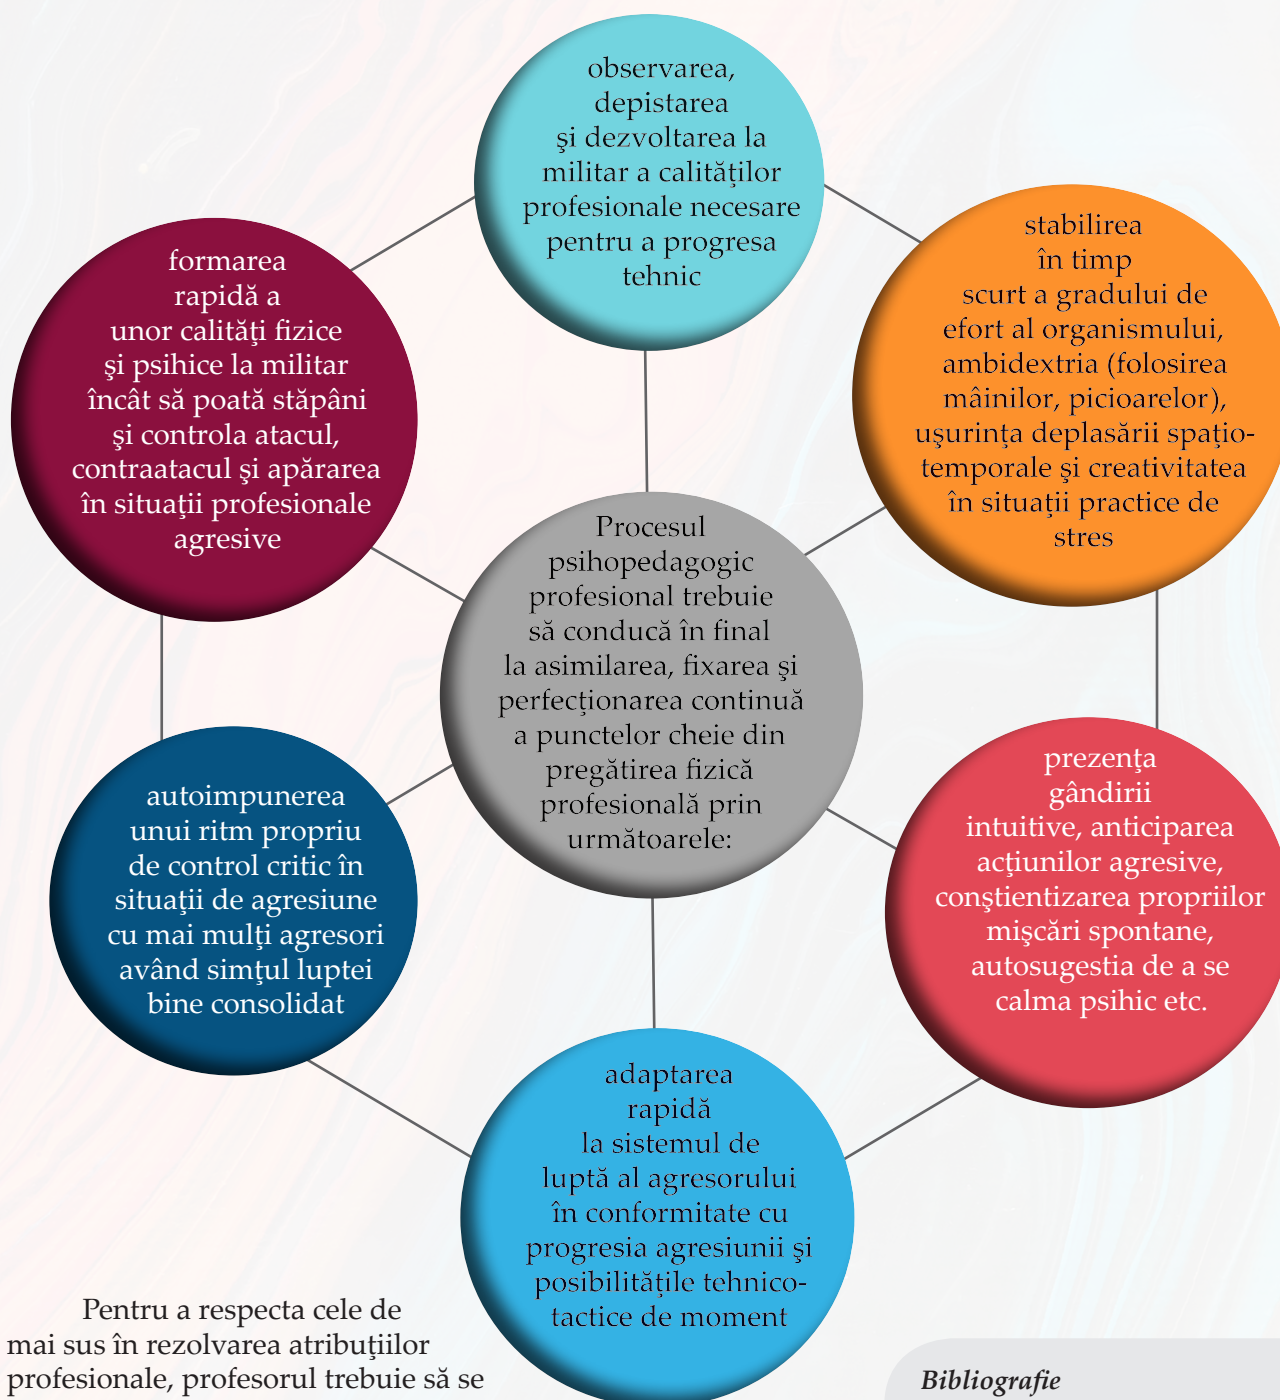 observarea,
depistarea
şi dezvoltarea la
militar a calităţilor
profesionale necesare
pentru a progresa
tehnic
stabilirea
în timp
scurt a gradului de
efort al organismului,
ambidextria (folosirea
mâinilor, picioarelor),
uşurinţa deplasării spaţio-
temporale şi creativitatea
în situaţii practice de
stres
formarea
rapidă a
unor calităţi fizice
şi psihice la militar
încât să poată stăpâni
şi controla atacul,
contraatacul şi apărarea
în situaţii profesionale
agresive
Procesul
psihopedagogic
profesional trebuie
să conducă în final
la asimilarea, fixarea şi
perfecţionarea continuă
a punctelor cheie din
pregătirea fizică
profesională prin
următoarele:
prezenţa
gândirii
intuitive, anticiparea
acţiunilor agresive,
conştientizarea propriilor
mişcări spontane,
autosugestia de a se
calma psihic etc.
autoimpunerea
unui ritm propriu
de control critic în
situaţii de agresiune
cu mai mulţi agresori
având simţul luptei
bine consolidat
adaptarea
rapidă
la sistemul de
luptă al agresorului
în conformitate cu
progresia agresiunii şi
posibilităţile tehnico-
tactice de moment
Pentru a respecta cele de
mai sus în rezolvarea atribuţiilor
profesionale, profesorul trebuie să se
Bibliografie